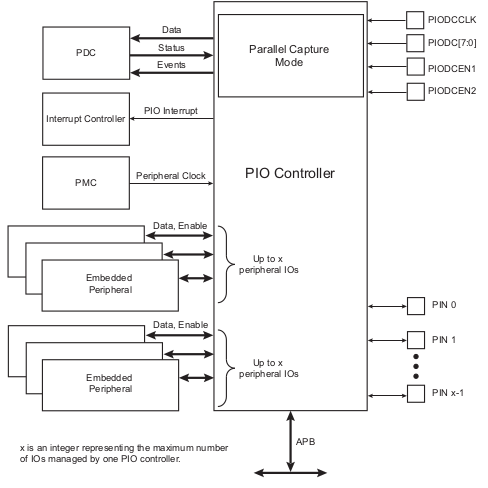 Data
PDC
Status
Events
Parallel Capture
Mode
PIODCCLK
PIODC[7:0]
PIODCEN1
PIODCEN2
Interrupt Controller
PIO Interrupt
PMC
Peripheral Clock
PIO Controller
Data, Enable
Up to x
peripheral IOs
Embedded
Peripheral
PIN 0
Data, Enable
PIN 1
Up to x
peripheral IOs
Embedded
Peripheral
PIN x-1
APB
x is an integer representing the maximum number
of IOs managed by one PIO controller.